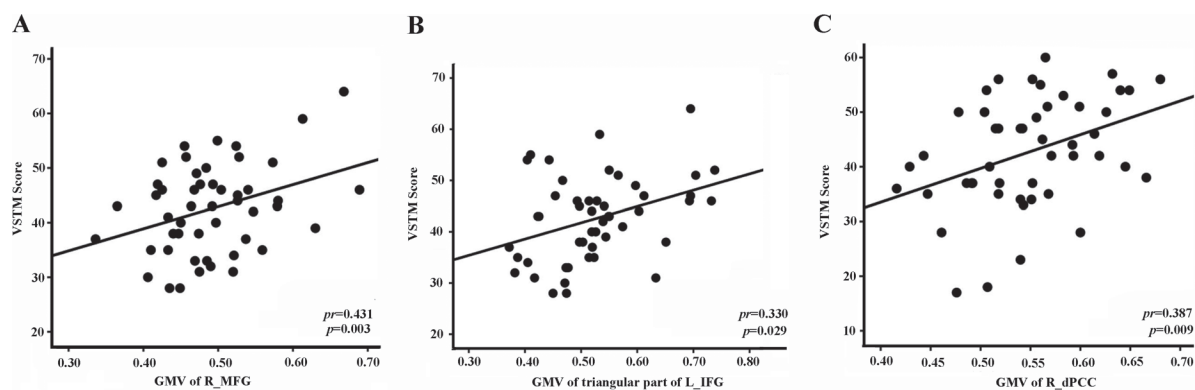 A
VSTM Score
70
60
50
40
30
20
0.30
0.40
0.50
0.60
0.70
pr=0.431
p=0.003
GMV of R_MFG
B
VSTM Score
70
60
50
40
30
20
0.30
0.40
0.50
0.60
0.70
0.80
pr=0.330
p=0.029
GMV of triangular part of L_IFG
C
VSTM Score
60
50
40
30
20
10
0.40
0.45
0.50
0.55
0.60
0.65
0.70
pr=0.387
p=0.009
GMV of R_dPCC